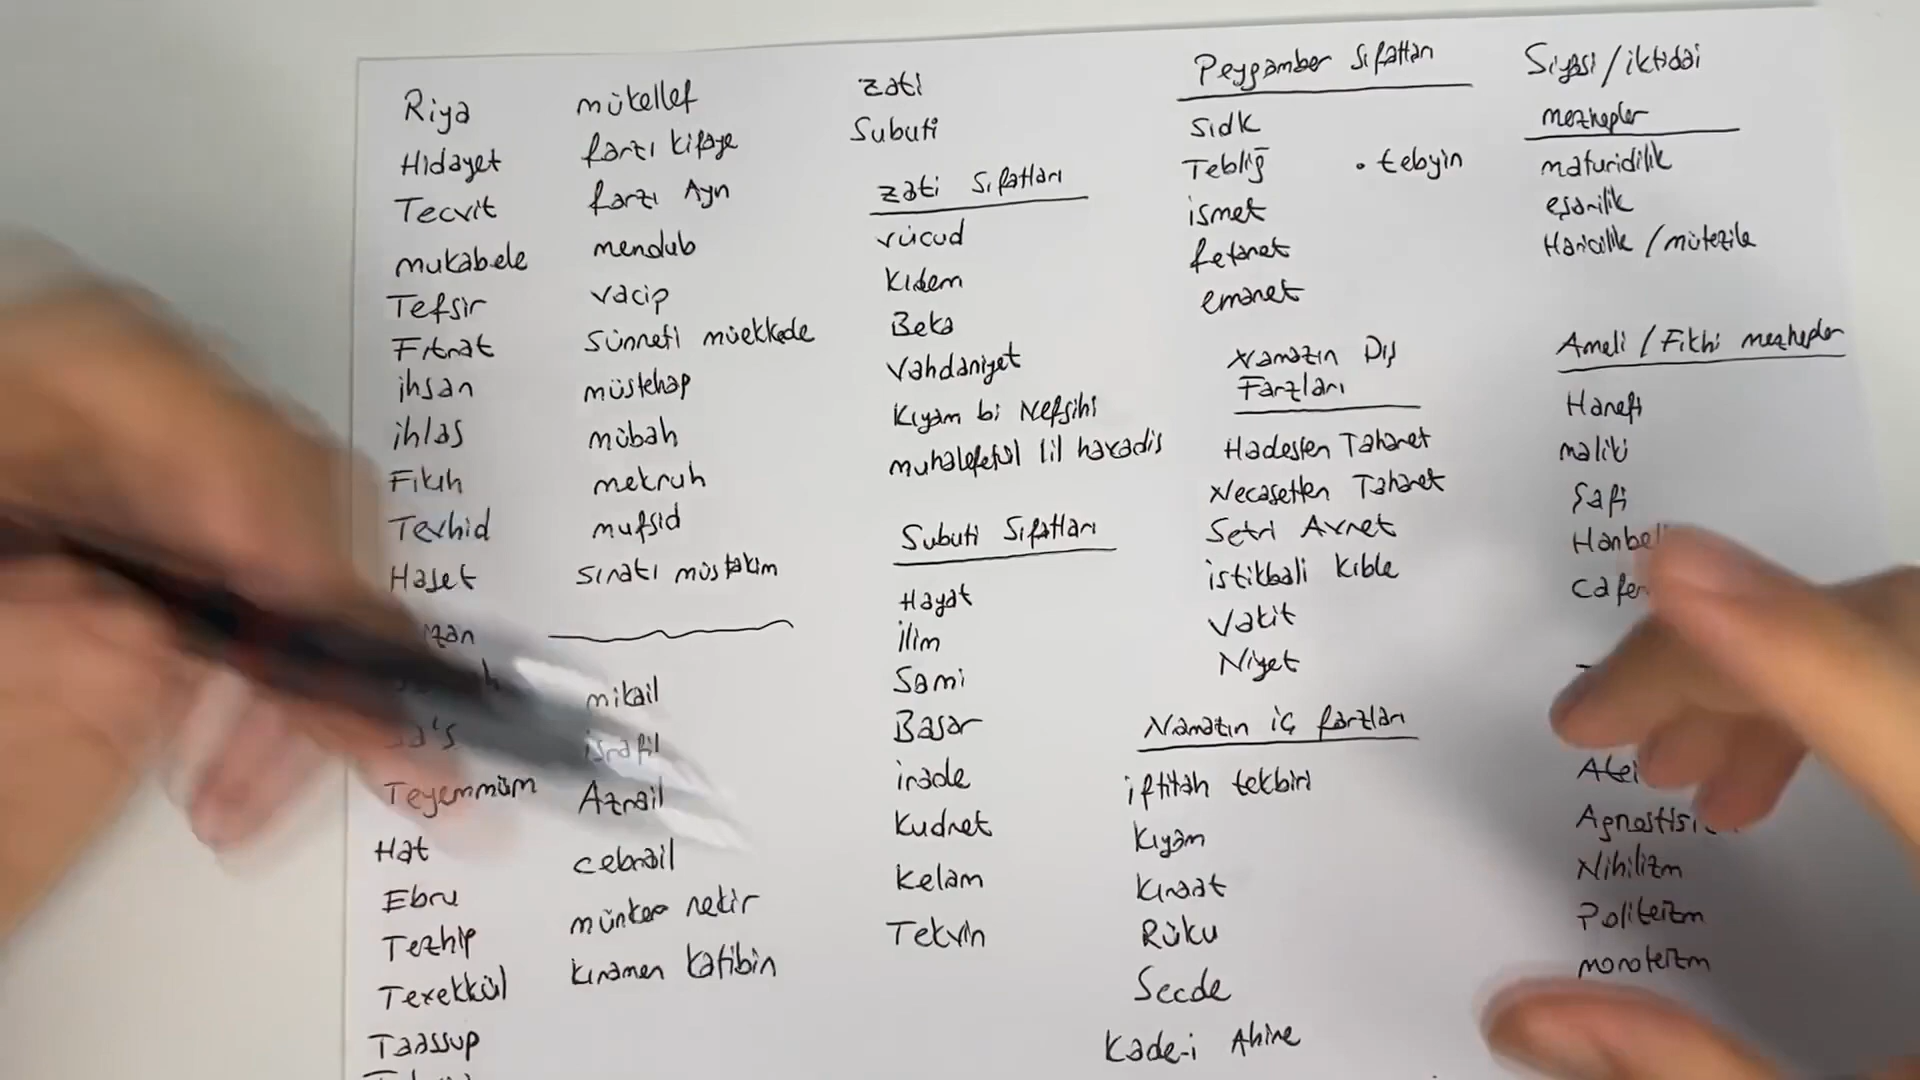 Riya
Hidayet
Tecvit
mukabele
Tefsir
Fıtrat
ihsan
ihlas
Fıkıh
Tevhid
Haset
Teyemmüm
Hat
Ebru
Tezhip
Tevekkül
Taassup
mükellef
farzı kifaye
farzı Ayn
mendub
vacip
Sünneti müekkede
müstehap
mübah
mekruh
mufsid
sıratı müstakim
mikail
israfil
Azrail
cebrail
münker nekir
kiramen katibin
zati
Subuti
zati Sıfatları
vücud
Kıdem
Beka
Vahdaniyet
Kıyam bi Nefsihi
muhalefetül lil havadis
Subuti Sıfatları
Hayat
ilim
Sami
Basar
irade
Kudret
Kelam
Tekvin
Peygamber Sıfatları
Sıdk
Tebliğ • tebyin
ismet
fetanet
emanet
Namazın Dış
Farzları
Hadesten Taharet
Necasetten Taharet
Setri Avret
istikbali kıble
Vakit
Niyet
Namazın iç farzları
iftitah tekbiri
Kıyam
Kıraat
Rüku
Secde
Kade-i Ahire
Siyasi / iktidai
mezhepler
maturidilik
eşarilik
Haricilik / mütezile
Ameli / Fıkhi mezhepler
Hanefi
maliki
Şafi
Nihilizm
Politeizm
monoteizm